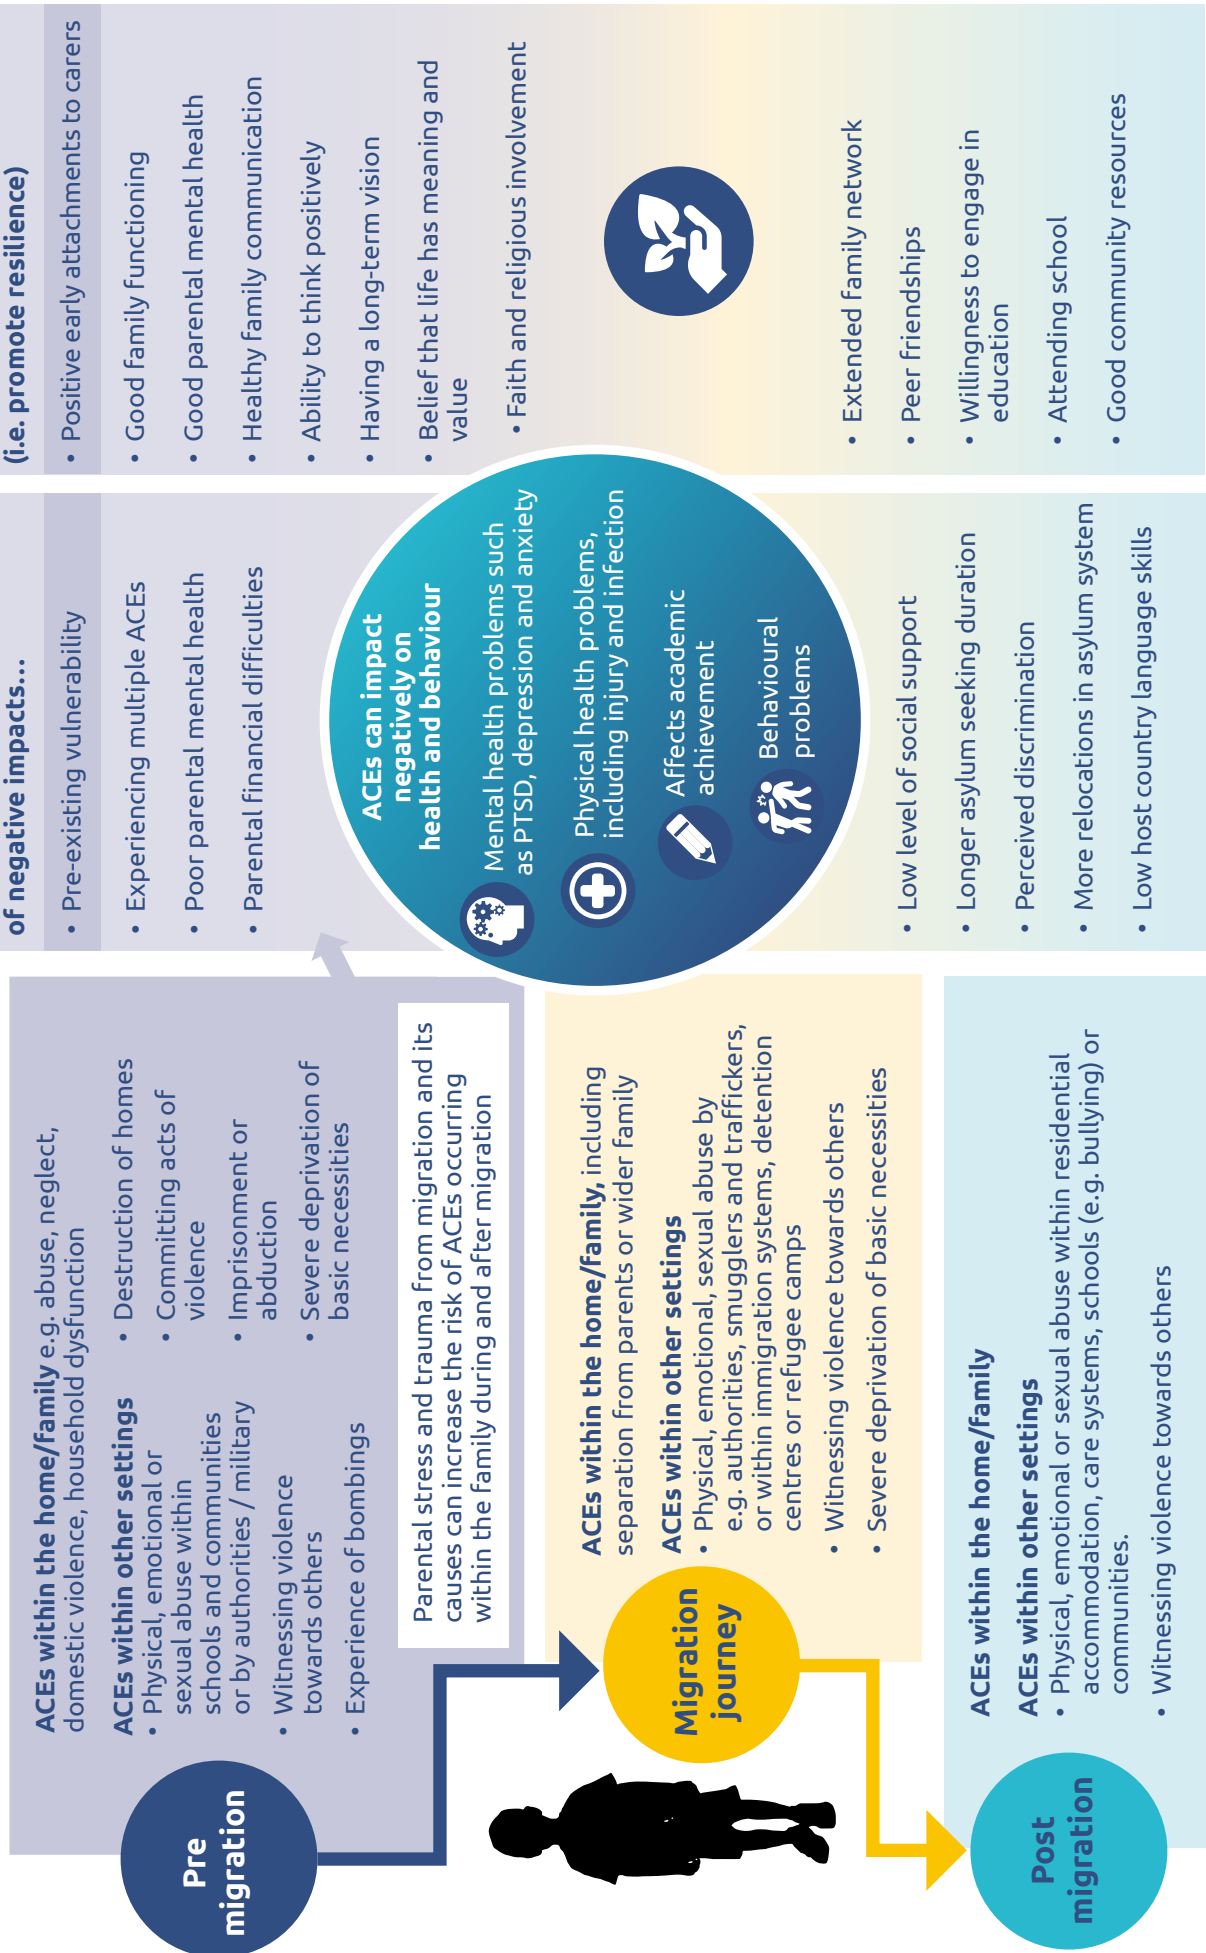 Pre
migration
ACEs within the home/family e.g. abuse, neglect,
domestic violence, household dysfunction
ACEs within other settings
• Physical, emotional or
sexual abuse within
schools and communities
or by authorities / military
• Witnessing violence
towards others
• Experience of bombings
• Destruction of homes
• Committing acts of
violence
• Imprisonment or
abduction
• Severe deprivation of
basic necessities
Parental stress and trauma from migration and its
causes can increase the risk of ACEs occurring
within the family during and after migration
Migration
journey
ACEs within the home/family, including
separation from parents or wider family
ACEs within other settings
• Physical, emotional, sexual abuse by
e.g. authorities, smugglers and traffickers,
or within immigration systems, detention
centres or refugee camps
• Witnessing violence towards others
• Severe deprivation of basic necessities
Post
migration
ACEs within the home/family
ACEs within other settings
• Physical, emotional or sexual abuse within residential
accommodation, care systems, schools (e.g. bullying) or
communities.
• Witnessing violence towards others
of negative impacts...
• Pre-existing vulnerability
• Experiencing multiple ACEs
• Poor parental mental health
• Parental financial difficulties
ACEs can impact
negatively on
health and behaviour
Mental health problems such
as PTSD, depression and anxiety
Physical health problems,
including injury and infection
Affects academic
achievement
Behavioural
problems
• Low level of social support
• Longer asylum seeking duration
• Perceived discrimination
• More relocations in asylum system
• Low host country language skills
(i.e. promote resilience)
• Positive early attachments to carers
• Good family functioning
• Good parental mental health
• Healthy family communication
• Ability to think positively
• Having a long-term vision
• Belief that life has meaning and
value
• Faith and religious involvement
• Extended family network
• Peer friendships
• Willingness to engage in
education
• Attending school
• Good community resources